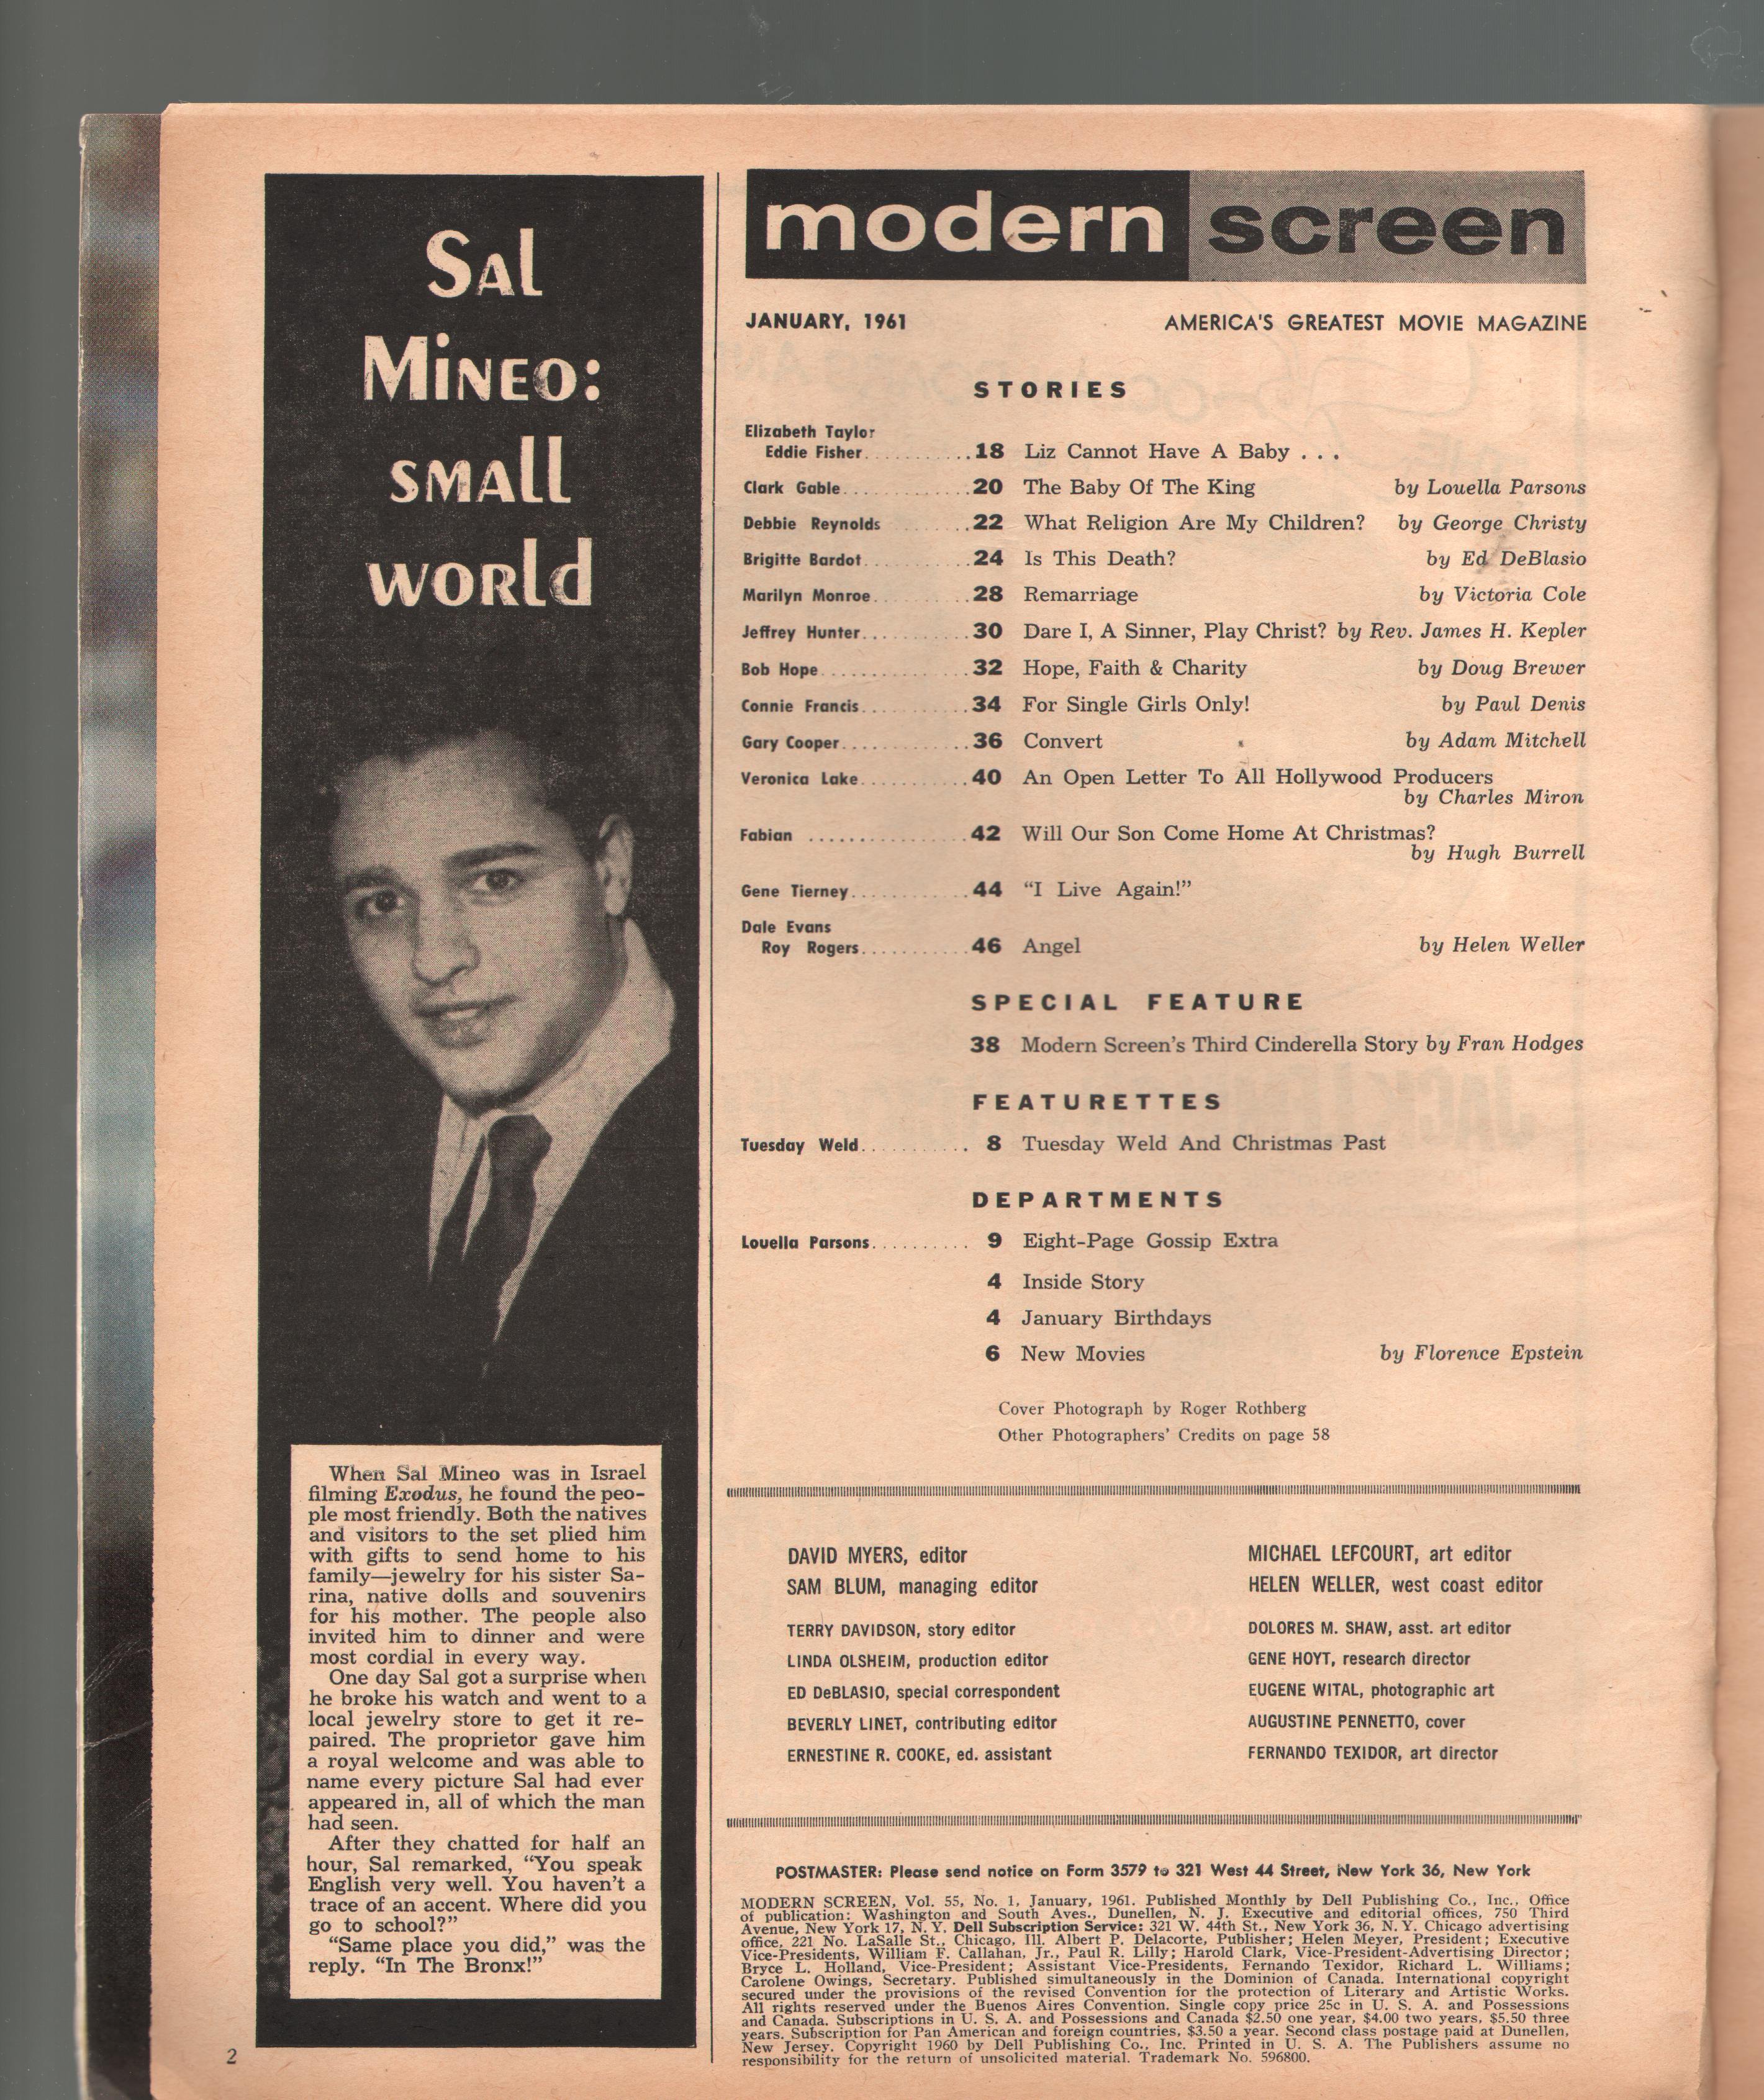 Sal
Mineo:
small
world
When Sal Mineo was in Israel
filming Exodus, he found the peo-
ple most friendly. Both the natives
and visitors to the set plied him
with gifts to send home to his
family—jewelry for his sister Sa-
rina, native dolls and souvenirs
for his mother. The people also
invited him to dinner and were
most cordial in every way.
One day Sal got a surprise when
he broke his watch and went to a
local jewelry store to get it re-
paired. The proprietor gave him
a royal welcome and was able to
name every picture Sal had ever
appeared in, all of which the man
had seen.
After they chatted for half an
hour, Sal remarked, “You speak
English very well. You haven’t a
trace of an accent. Where did you
go to school?”
“Same place you did,” was the
reply. “In The Bronx!”
2
modern screen
JANUARY, 1961 AMERICA'S GREATEST MOVIE MAGAZINE
STORIES
Elizabeth Taylor
Eddie Fisher..........18 Liz Cannot Have A Baby . . .
Clark Gable............20 The Baby Of The King by Louella Parsons
Debbie Reynolds .......22 What Religion Are My Children? by George Christy
Brigitte Bardot..........24 Is This Death? by Ed DeBlasio
Marilyn Monroe.........28 Remarriage by Victoria Cole
Jeffrey Hunter..........30 Dare I, A Sinner, Play Christ? by Rev. James H. Kepler
Bob Hope..............32 Hope, Faith & Charity by Doug Brewer
Connie Francis..........34 For Single Girls Only! by Paul Denis
Gary Cooper............36 Convert by Adam Mitchell
Veronica Lake..........40 An Open Letter To All Hollywood Producers
by Charles Miron
Fabian ...............42 Will Our Son Come Home At Christmas?
by Hugh Burrell
Gene Tierney...........44 “I Live Again!”
Dale Evans
Roy Rogers..........46 Angel by Helen Weller
SPECIAL FEATURE
38 Modern Screen’s Third Cinderella Story by Fran Hodges
FEATURETTES
Tuesday Weld.......... 8 Tuesday Weld And Christmas Past
DEPARTMENTS
Louella Parsons......... 9 Eight-Page Gossip Extra
4 Inside Story
4 January Birthdays
6 New Movies by Florence Epstein
Cover Photograph by Roger Rothberg
Other Photographers’ Credits on page 58
DAVID MYERS, editor
SAM BLUM, managing editor
TERRY DAVIDSON, story editor
LINDA OLSHEIM, production editor
ED DeBLASIO, special correspondent
BEVERLY LINET, contributing editor
ERNESTINE R. COOKE, ed. assistant
MICHAEL LEFCOURT, art editor
HELEN WELLER, west coast editor
DOLORES M. SHAW, asst. art editor
GENE HOYT, research director
EUGENE WITAL, photographic art
AUGUSTINE PENNETTO, cover
FERNANDO TEXIDOR, art director
POSTMASTER: Please send notice on Form 3579 to 321 West 44 Street, New York 36, New York
MODERN SCREEN, Vol. 55, No. 1, January, 1961. Published Monthly by Dell Publishing Co., Inc., Office
of publication: Washington and South Aves., Dunellen, N. J. Executive and editorial offices, 750 Third
Avenue, New York 17, N. Y. Dell Subscription Service: 321 W. 44th St., New York 36, N. Y. Chicago advertising
office, 221 No. LaSalle St., Chicago, Ill. Albert P. Delacorte, Publisher; Helen Meyer, President; Executive
Vice-Presidents, William F. Callahan, Jr., Paul R. Lilly; Harold Clark, Vice-President-Advertising Director;
Bryce L. Holland, Vice-President; Assistant Vice-Presidents, Fernando Texidor, Richard L. Williams;
Carolene Owings, Secretary. Published simultaneously in the Dominion of Canada. International copyright
secured under the provisions of the revised Convention for the protection of Literary and Artistic Works.
All rights reserved under the Buenos Aires Convention. Single copy price 25c in U. S. A. and Possessions
and Canada. Subscriptions in U. S. A. and Possessions and Canada $2.50 one year, $4.00 two years, $5.50 three
years. Subscription for Pan American and foreign countries, $3.50 a year. Second class postage paid at Dunellen,
New Jersey. Copyright 1960 by Dell Publishing Co., Inc. Printed in U. S. A. The Publishers assume no
responsibility for the return of unsolicited material. Trademark No. 596800.